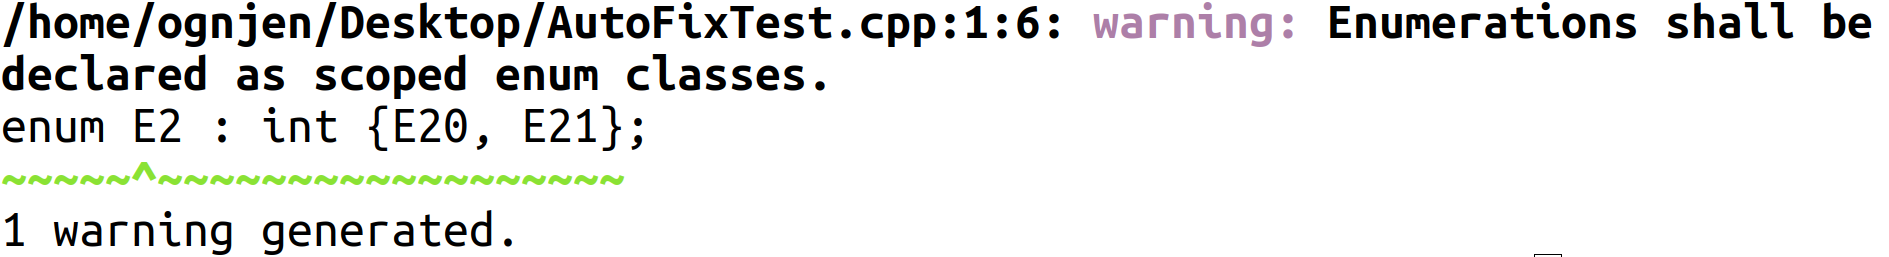 /home/ognjen/Desktop/AutoFixTest.cpp:1:6: warning: Enumerations shall be
declared as scoped enum classes.
enum E2 : int {E20, E21};
~~~~~^~~~~~~~~~~~~~~~~~~
1 warning generated.